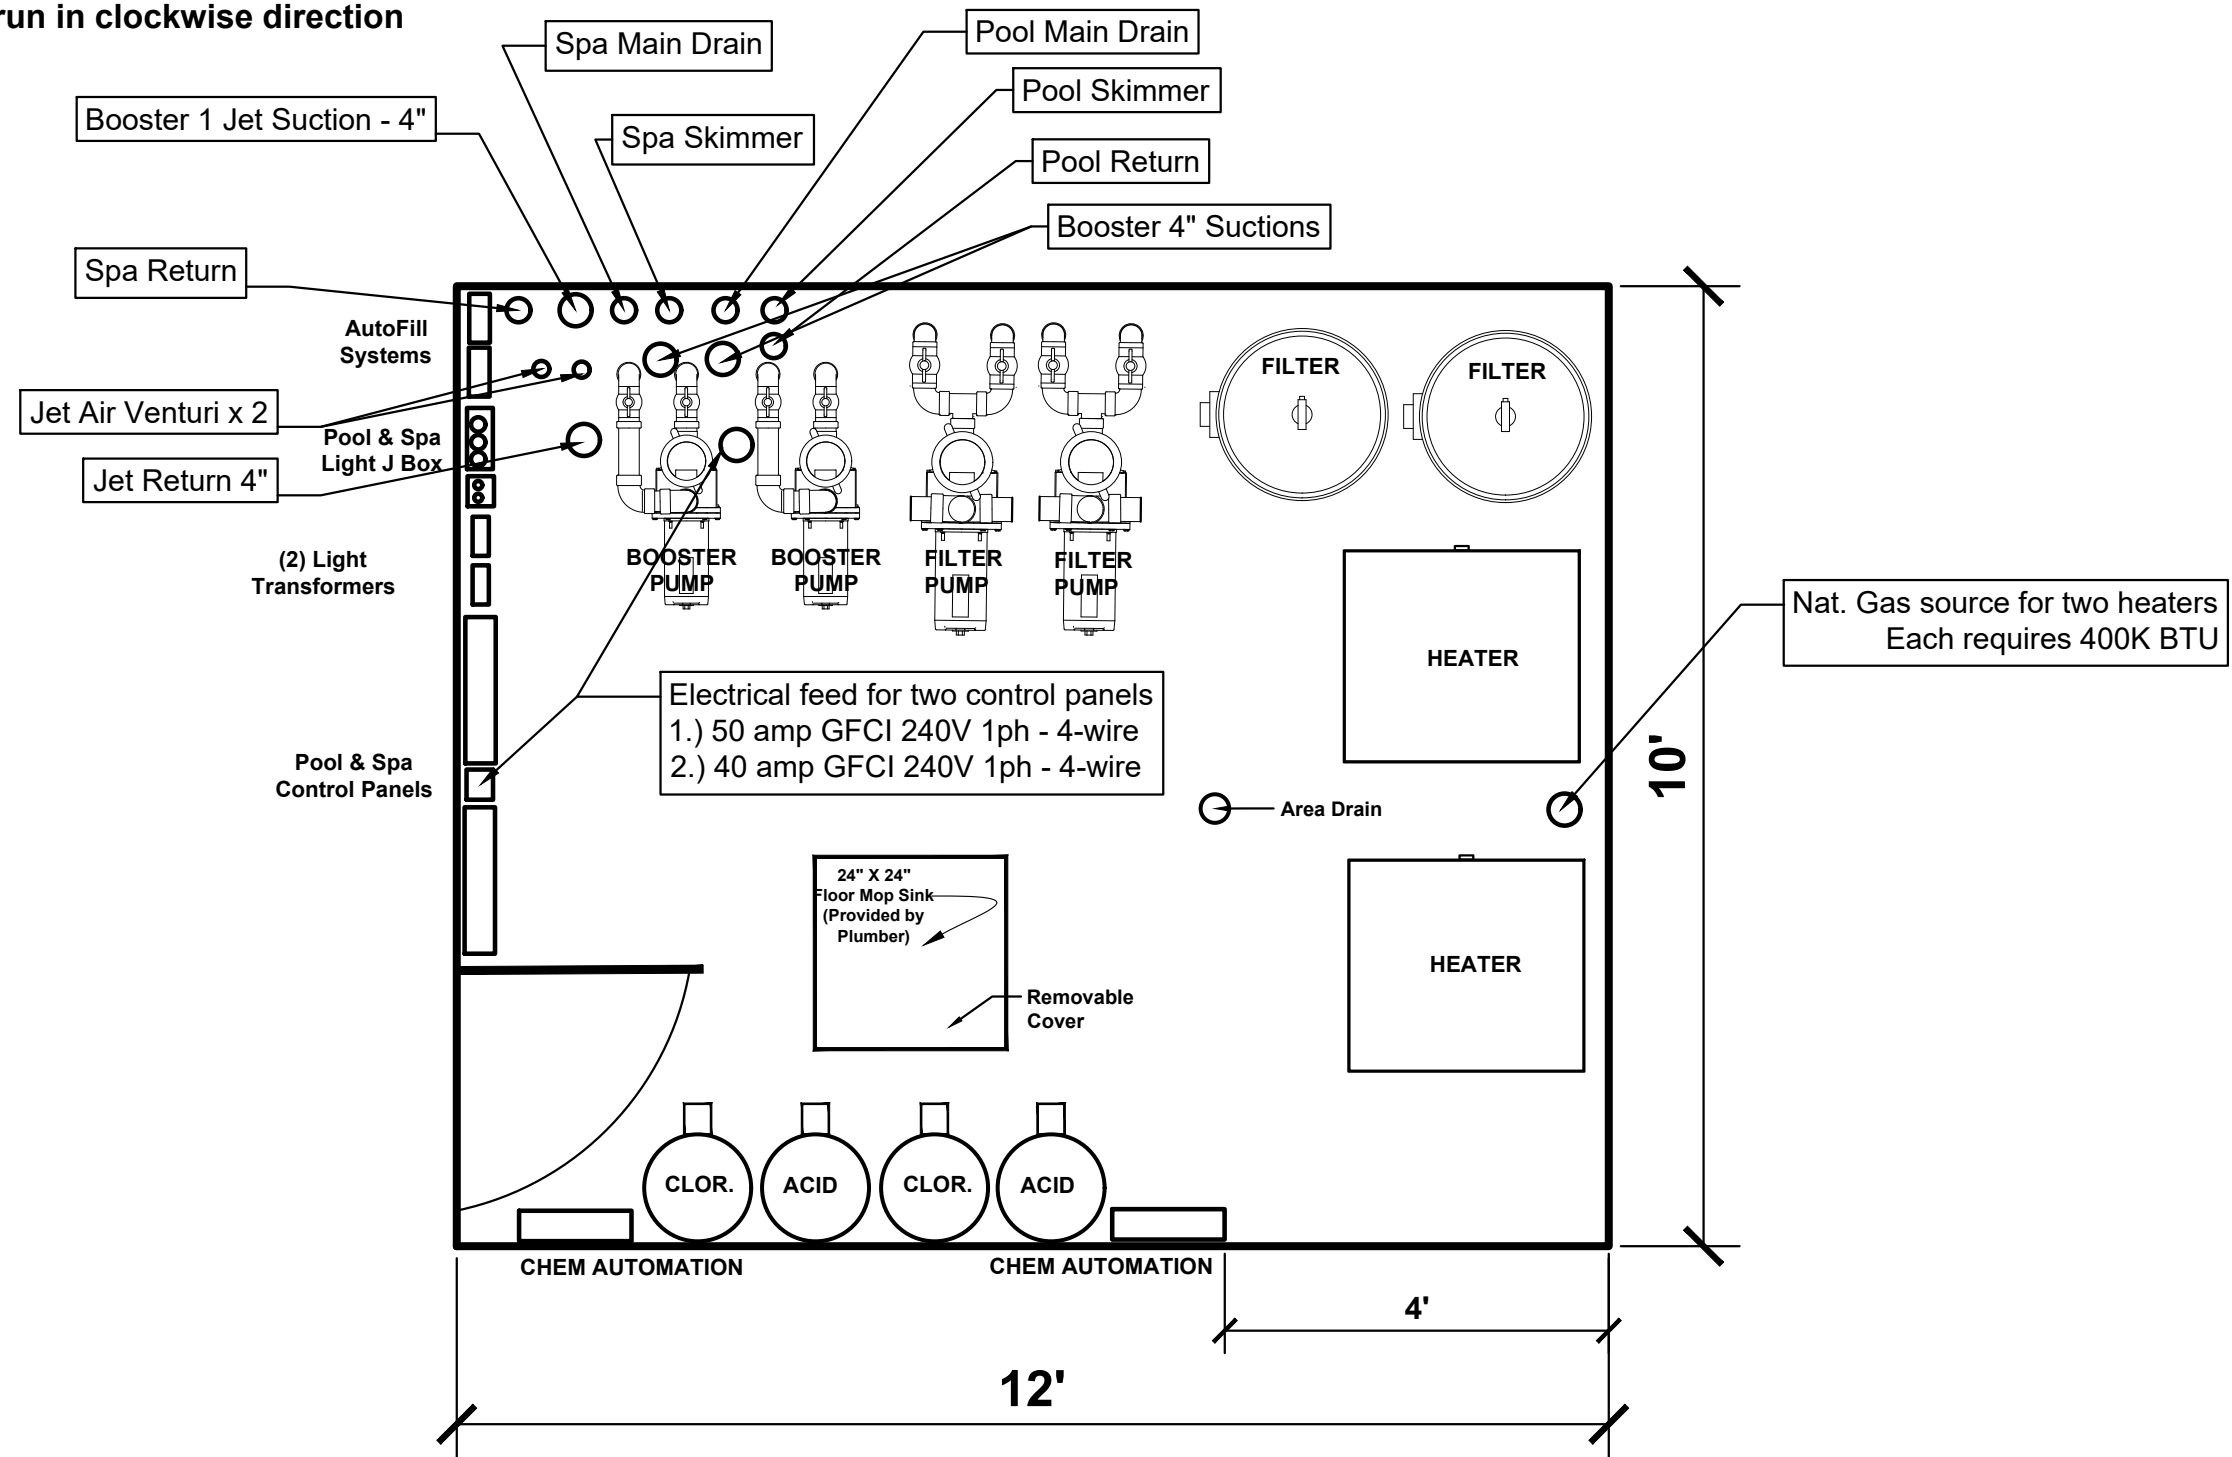 run in clockwise direction
Spa Main Drain
Pool Main Drain
Pool Skimmer
Booster 1 Jet Suction - 4"
Spa Skimmer
Pool Return
Booster 4" Suctions
Spa Return
AutoFill
Systems
Jet Air Venturi x 2
Pool & Spa
Light J Box
Jet Return 4"
FILTER
FILTER
(2) Light
Transformers
BOOSTER
PUMP
BOOSTER
PUMP
FILTER
PUMP
FILTER
PUMP
Nat. Gas source for two heaters
Each requires 400K BTU
HEATER
Electrical feed for two control panels
1.) 50 amp GFCI 240V 1ph - 4-wire
2.) 40 amp GFCI 240V 1ph - 4-wire
10'
Pool & Spa
Control Panels
Area Drain
24" X 24"
Floor Mop Sink
(Provided by
Plumber)
HEATER
Removable
Cover
CLOR.
ACID
CLOR.
ACID
CHEM AUTOMATION
CHEM AUTOMATION
4'
12'